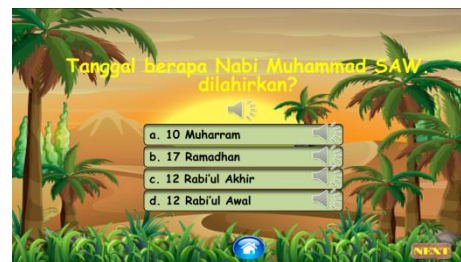 Tanggal berapa Nabi Muhammad SAW
dilahirkan?
a. 10 Muharram
b. 17 Ramadhan
c. 12 Rabi'ul Akhir
d. 12 Rabi'ul Awal
NEXT